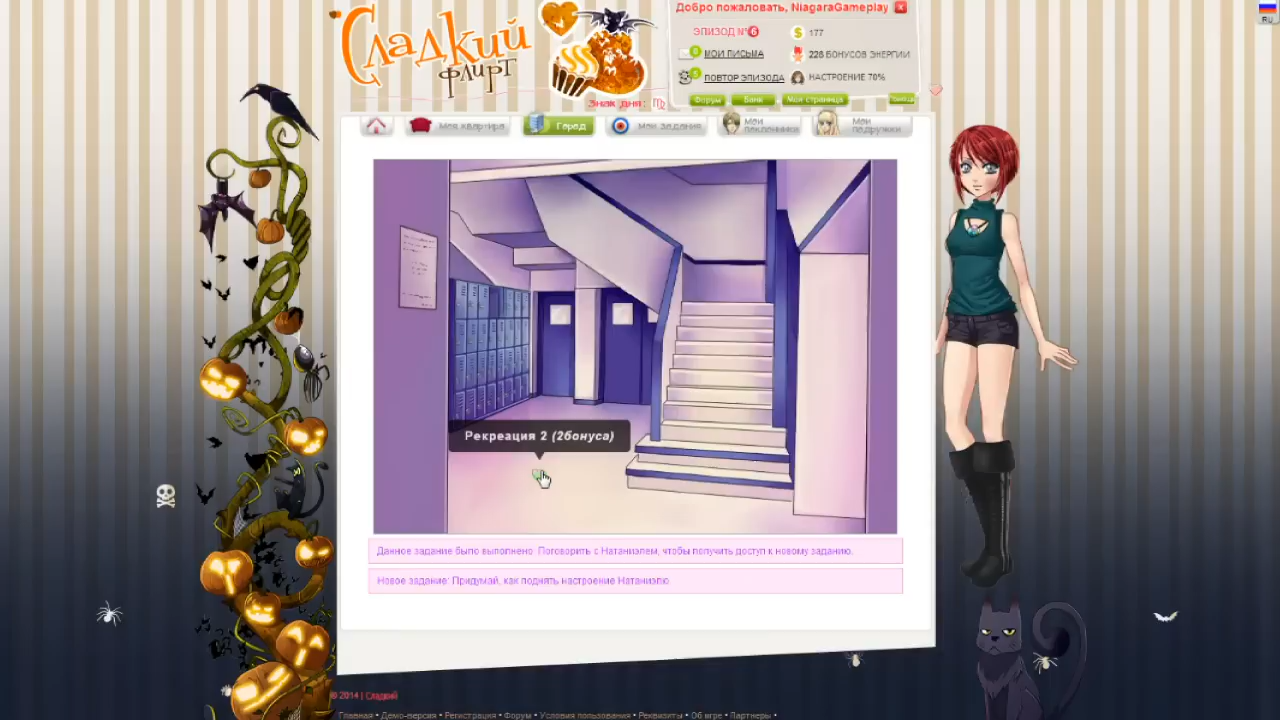 Сладкий
флирт
Знак дня:
Добро пожаловать, NiagaraGameplay
ЭПИЗОД №6
177
0
МОИ ПИСЬМА
226 БОНУСОВ ЭНЕРГИИ
ПОВТОР ЭПИЗОДА
НАСТРОЕНИЕ 70%
Форум
Банк
Моя страница
RU
Моя квартира
Город
Мои задания
Мои поклонники
Мои подружки
Рекреация 2 (2бонуса)
Данное задание было выполнено: Поговорить с Натаниэлем, чтобы получить доступ к новому заданию.
Новое задание: Придумай, как поднять настроение Натаниэлю
© 2014 | Сладкий
Главная • Демо-версия • Регистрация • Форум • Условия пользования • Реквизиты • Об игре • Партнеры •